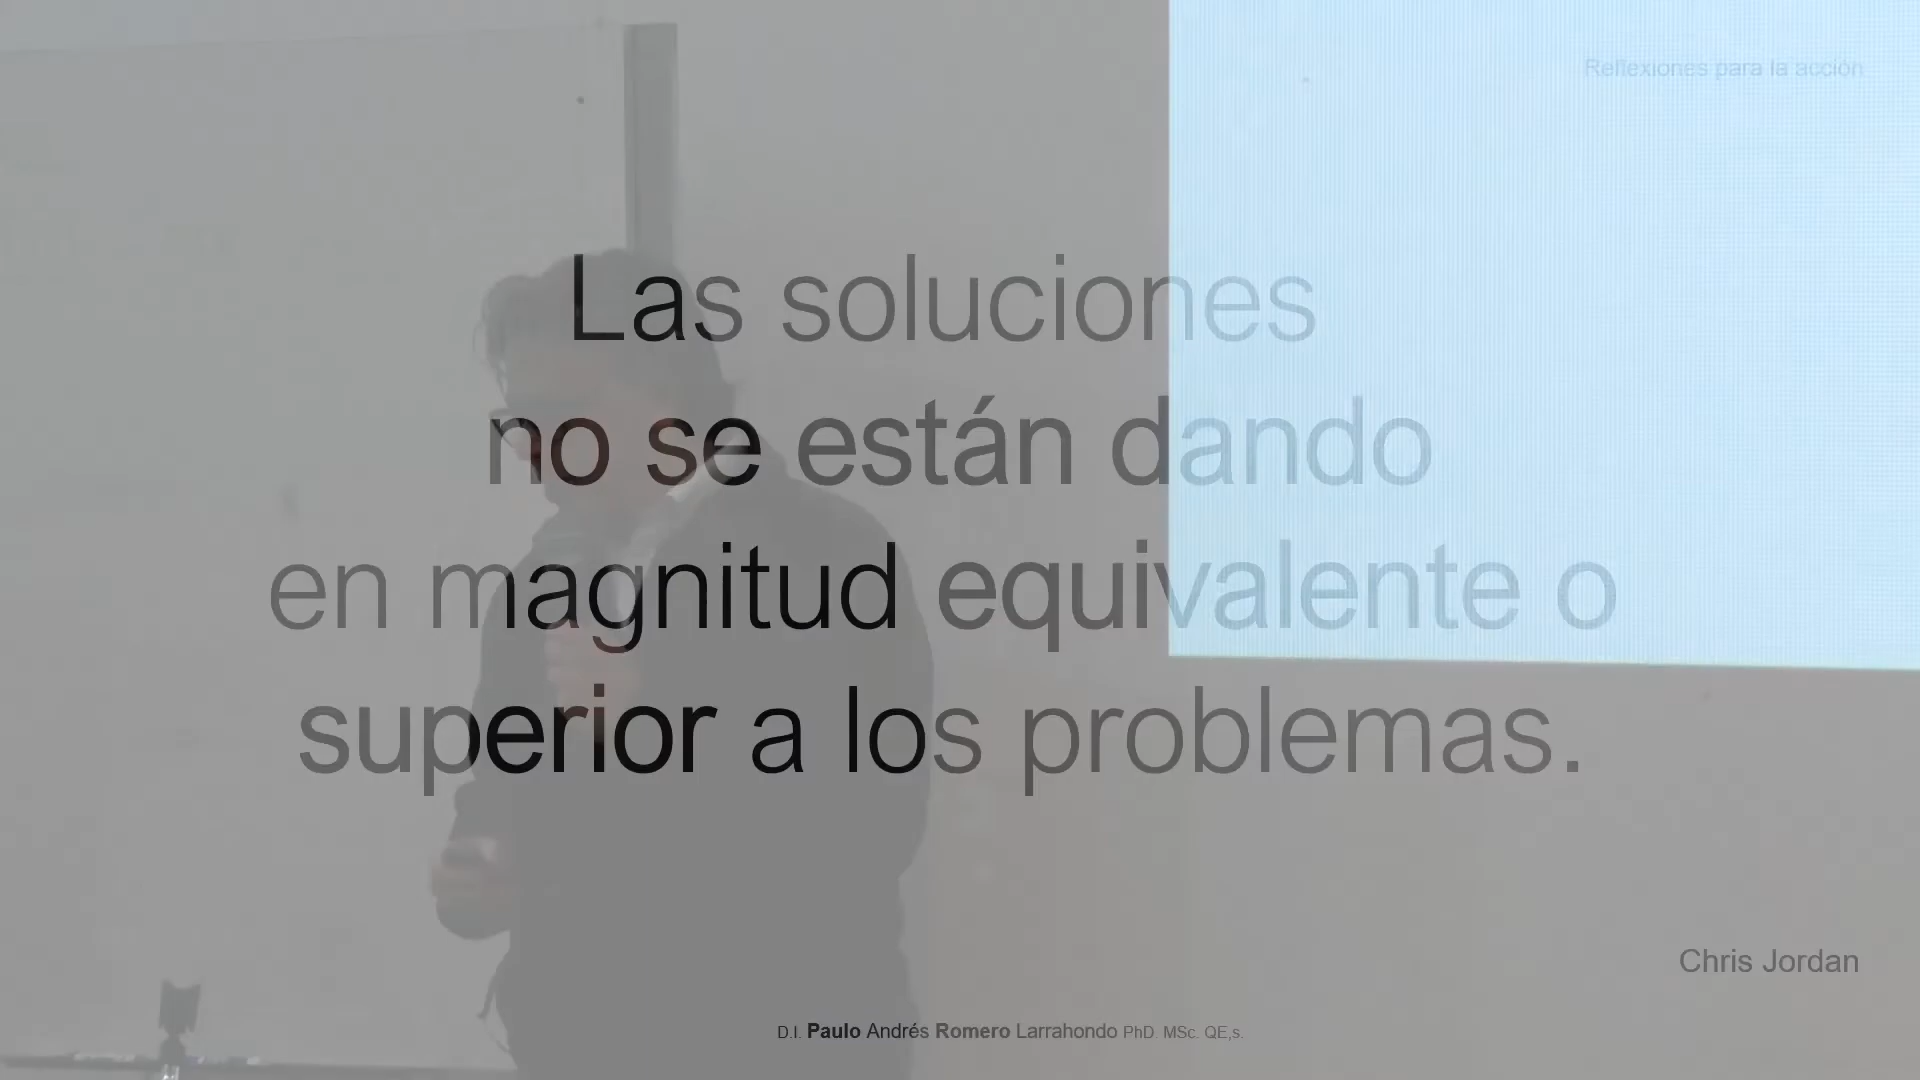 Reflexiones para la acción
Las soluciones
no se están dando
en magnitud equivalente o
superior a los problemas.
Chris Jordan
D.I. Paulo Andrés Romero Larrahondo PhD. MSc. QE,s.